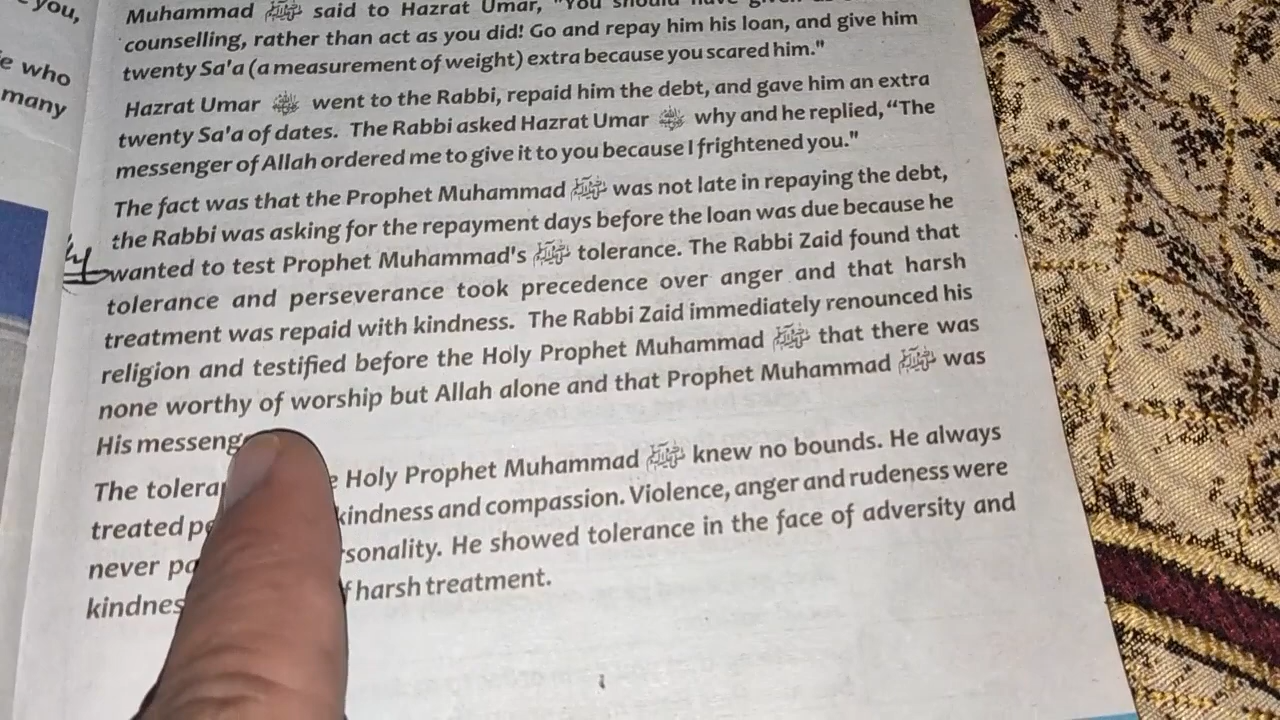 you,
e who
many
Muhammad ﷺ said to Hazrat Umar, "You should have given
counselling, rather than act as you did! Go and repay him his loan, and give him
twenty Sa'a (a measurement of weight) extra because you scared him."
Hazrat Umar went to the Rabbi, repaid him the debt, and gave him an extra
twenty Sa'a of dates. The Rabbi asked Hazrat Umar why and he replied, "The
messenger of Allah ordered me to give it to you because I frightened you."
The fact was that the Prophet Muhammad ﷺ was not late in repaying the debt,
the Rabbi was asking for the repayment days before the loan was due because he
wanted to test Prophet Muhammad's ﷺ tolerance. The Rabbi Zaid found that
tolerance and perseverance took precedence over anger and that harsh
treatment was repaid with kindness. The Rabbi Zaid immediately renounced his
religion and testified before the Holy Prophet Muhammad ﷺ that there was
none worthy of worship but Allah alone and that Prophet Muhammad ﷺ was
His messeng
The tolera e Holy Prophet Muhammad ﷺ knew no bounds. He always
treated pe kindness and compassion. Violence, anger and rudeness were
never pa rsonality. He showed tolerance in the face of adversity and
kindnes f harsh treatment.